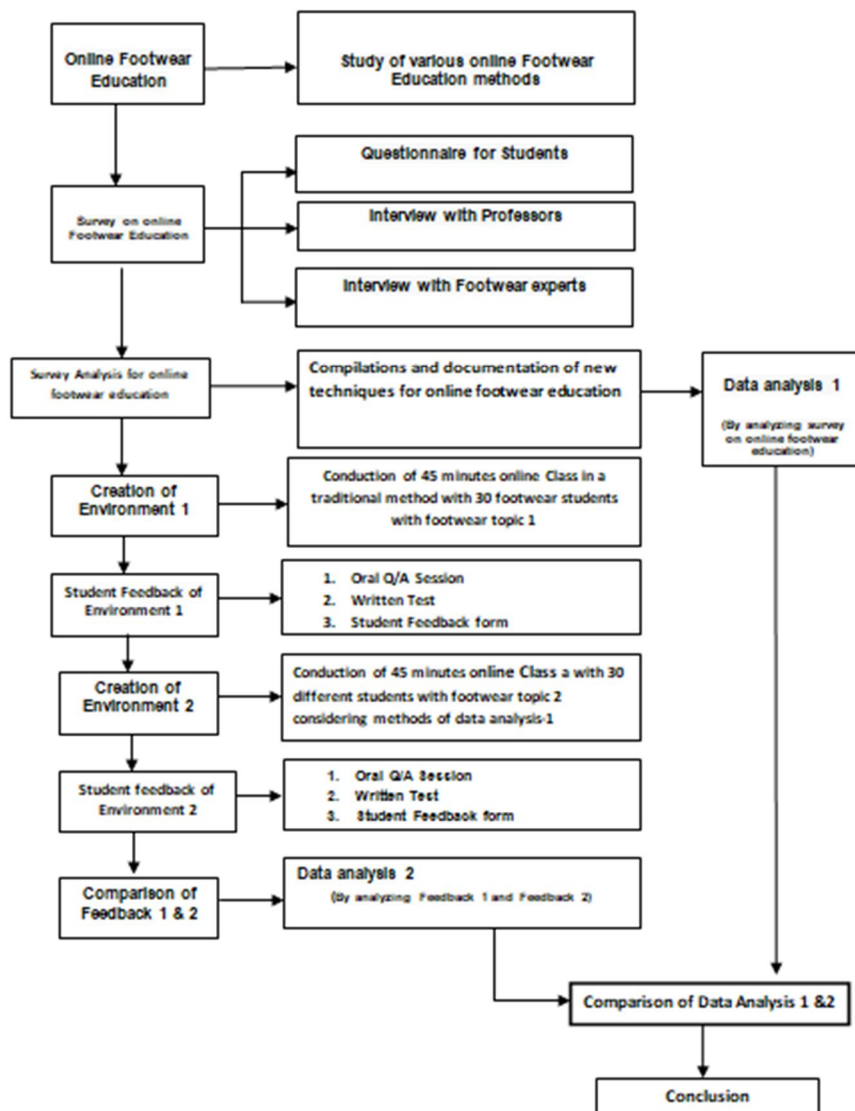 Online Footwear
Education
Study of various online Footwear
Education methods
Questionnaire for Students
Survey on online
Footwear Education
Interview with Professors
Interview with Footwear experts
Survey Analysis for online
footwear education
Compilations and documentation of new
techniques for online footwear education
Data analysis 1
(By analyzing survey
on online footwear
education)
Creation of
Environment 1
Conduction of 45 minutes online Class in a
traditional method with 30 footwear students
with footwear topic 1
Student Feedback of
Environment 1
1. Oral Q/A Session
2. Written Test
3. Student Feedback form
Creation of
Environment 2
Conduction of 45 minutes online Class a with 30
different students with footwear topic 2
considering methods of data analysis-1
Student feedback of
Environment 2
1. Oral Q/A Session
2. Written Test
3. Student Feedback form
Comparison of
Feedback 1 & 2
Data analysis 2
(By analyzing Feedback 1 and Feedback 2)
Comparison of Data Analysis 1 &2
Conclusion